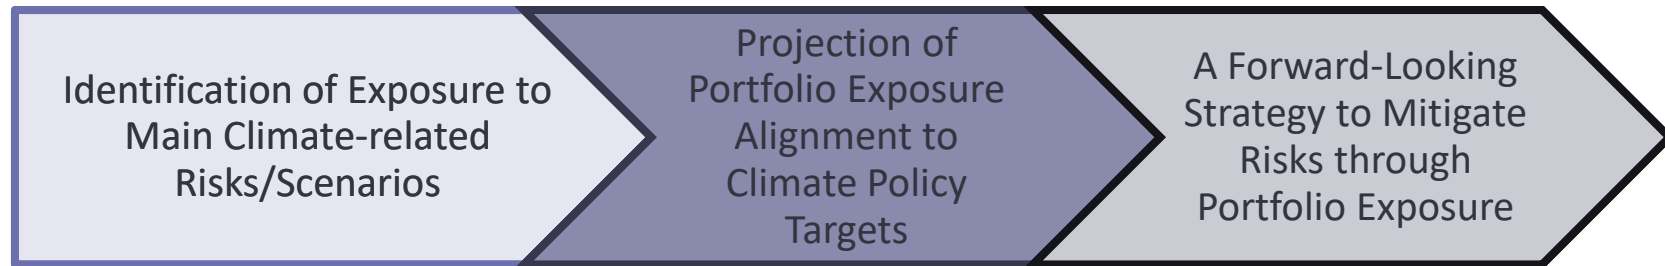 Identification of Exposure to
Main Climate-related
Risks/Scenarios
Projection of
Portfolio Exposure
Alignment to
Climate Policy
Targets
A Forward-Looking
Strategy to Mitigate
Risks through
Portfolio Exposure